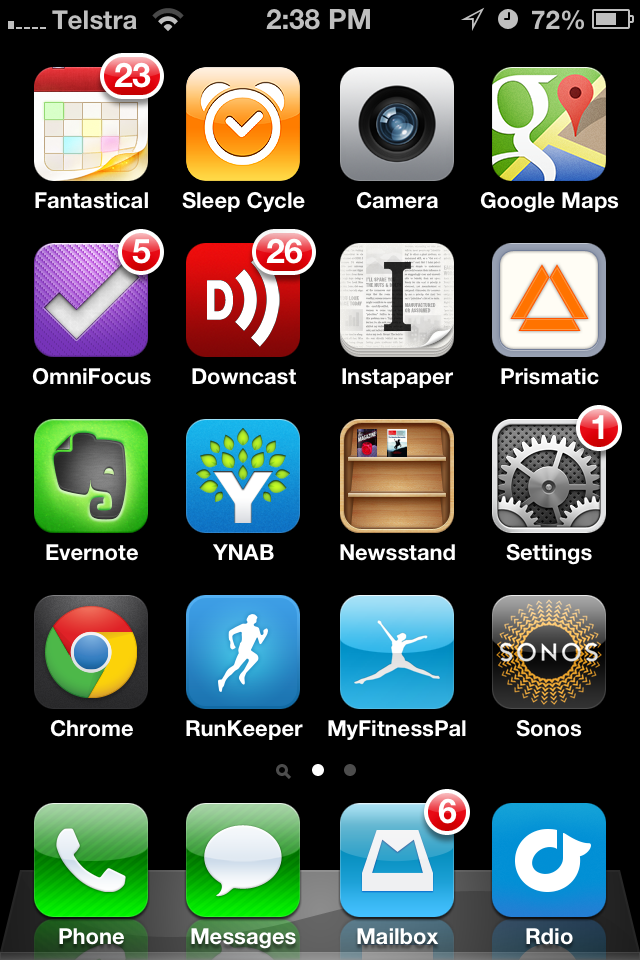 Telstra 2:38 PM 72%
23
Fantastical Sleep Cycle Camera Google Maps
5 26
D I
OmniFocus Downcast Instapaper Prismatic
MAGAZINE 1
Y
Evernote YNAB Newsstand Settings
SONOS
Chrome RunKeeper MyFitnessPal Sonos
6
Phone Messages Mailbox Rdio